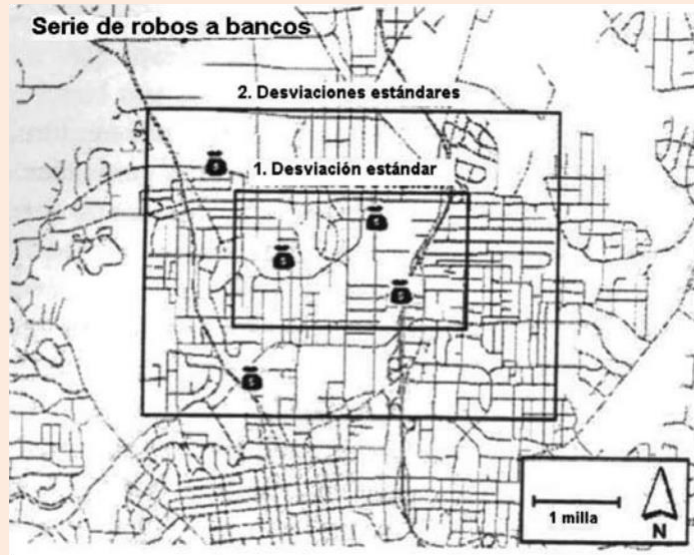 Serie de robos a bancos
2. Desviaciones estándares
1. Desviación estándar
$
$
$
$
$
1 milla
N